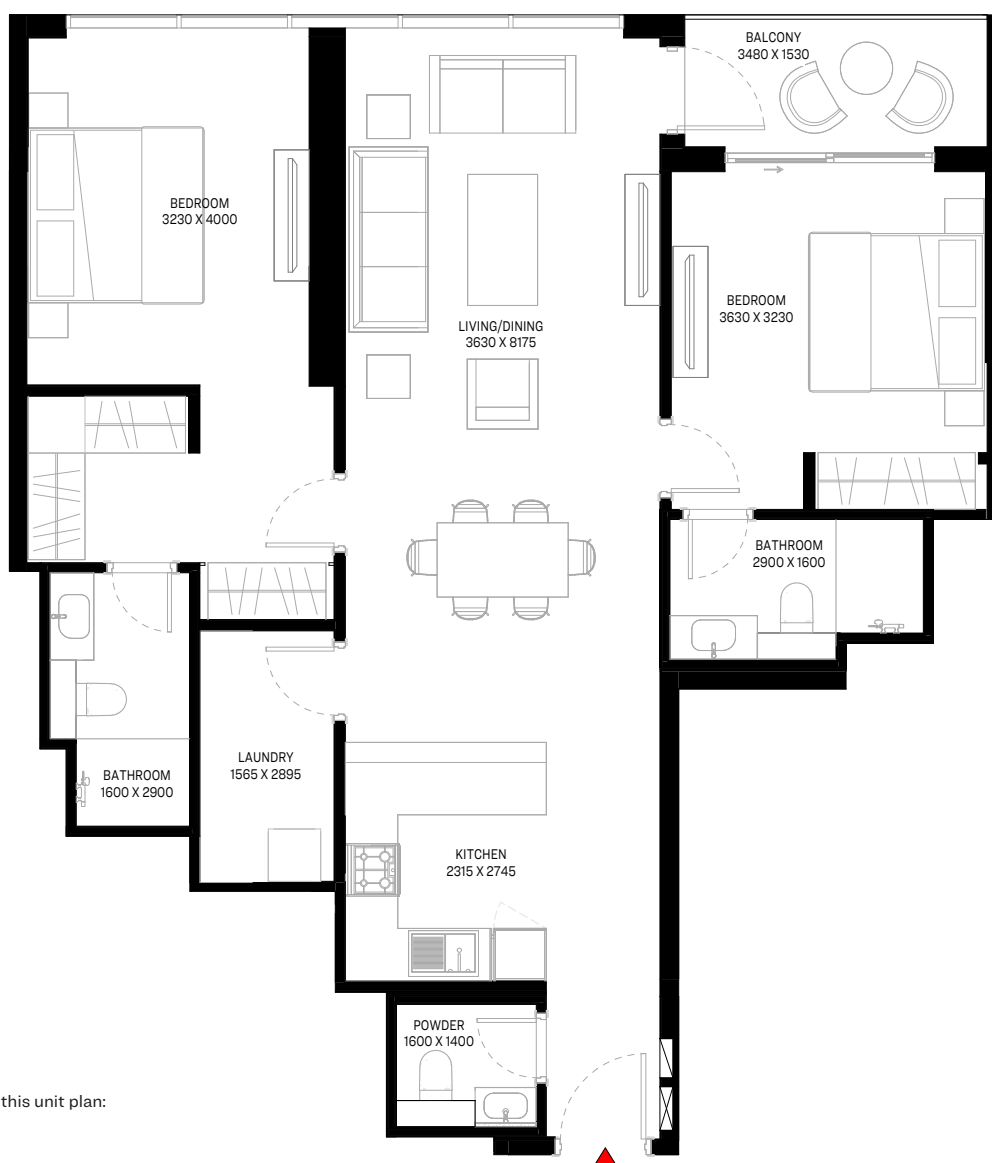 BALCONY
3480 X 1530
BEDROOM
3230 X 4000
BEDROOM
3630 X 3230
LIVING/DINING
3630 X 8175
BATHROOM
2900 X 1600
LAUNDRY
1565 X 2895
BATHROOM
1600 X 2900
KITCHEN
2315 X 2745
POWDER
1600 X 1400
this unit plan: